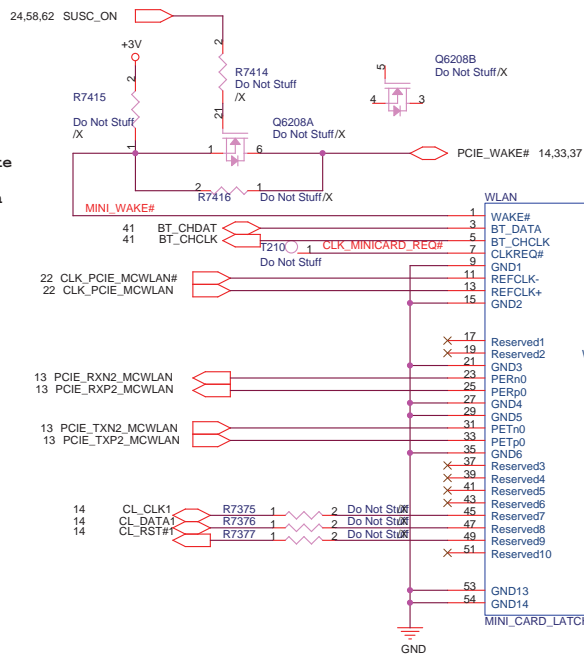 24,58,62 SUSC_ON
+3V
2
R7414
Do Not Stuff
/X
Q6208B
Do Not Stuff/X
5
4 3
2
R7415
Do Not Stuff
/X
21
Q6208A
Do Not Stuff/X
1
1 6
PCIE_WAKE# 14,33,37
2 1
R7416 Do Not Stuff/X
MINI_WAKE#
WLAN
1 WAKE#
41 BT_CHDAT 3 BT_DATA
41 BT_CHCLK 5 BT_CHCLK
T210 1 CLK_MINICARD_REQ# 7 CLKREQ#
Do Not Stuff
9 GND1
22 CLK_PCIE_MCWLAN# 11 REFCLK-
22 CLK_PCIE_MCWLAN 13 REFCLK+
15 GND2
17 Reserved1
19 Reserved2
21 GND3
13 PCIE_RXN2_MCWLAN 23 PERn0
13 PCIE_RXP2_MCWLAN 25 PERp0
27 GND4
29 GND5
13 PCIE_TXN2_MCWLAN 31 PETn0
13 PCIE_TXP2_MCWLAN 33 PETp0
35 GND6
37 Reserved3
39 Reserved4
41 Reserved5
43 Reserved6
14 CL_CLK1 R7375 1 2 Do Not Stuff/X 45 Reserved7
14 CL_DATA1 R7376 1 2 Do Not Stuff/X 47 Reserved8
14 CL_RST#1 R7377 1 2 Do Not Stuff/X 49 Reserved9
51 Reserved10
53 GND13
54 GND14
MINI_CARD_LATCH
GND